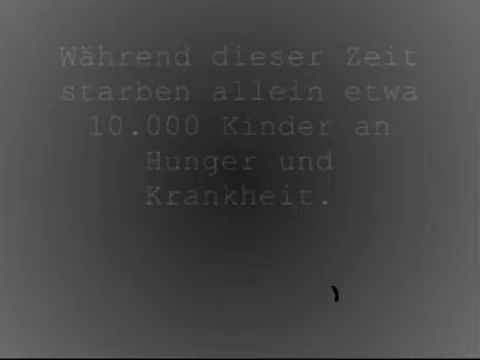 Während dieser Zeit
starben allein etwa
10.000 Kinder an
Hunger und
Krankheit.